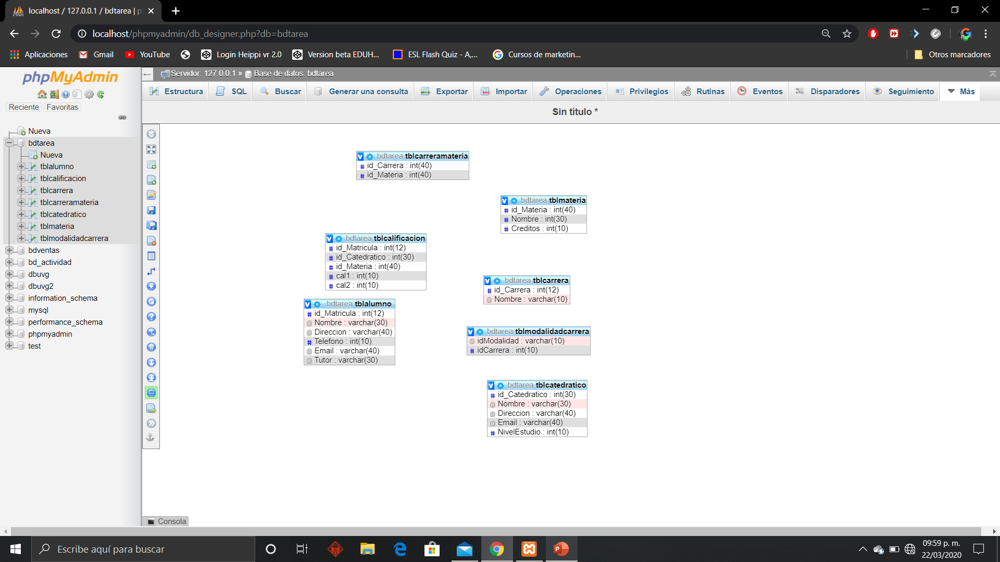 localhost / 127.0.0.1 / bdtarea | p
localhost/phpmyadmin/db_designer.php?db=bdtarea
Aplicaciones Gmail YouTube Login Heippi vr 2.0 Version beta EDUH... ESL Flash Quiz - A,... Cursos de marketin... Otros marcadores
phpMyAdmin
Reciente Favoritas
Nueva
bdtarea
Nueva
tblalumno
tblcalificacion
tblcarrera
tblcarreramateria
tblcatedratico
tblmateria
tblmodalidadcarrera
bdventas
bd_actividad
dbuvg
dbuvg2
information_schema
mysql
performance_schema
phpmyadmin
test
Servidor: 127.0.0.1 » Base de datos: bdtarea
Estructura SQL Buscar Generar una consulta Exportar Importar Operaciones Privilegios Rutinas Eventos Disparadores Seguimiento Más
Sin título *
bdtarea tblcarreramateria
id_Carrera : int(40)
id_Materia : int(40)
bdtarea tblmateria
id_Materia : int(40)
Nombre : int(30)
Creditos : int(10)
bdtarea tblcalificacion
id_Matricula : int(12)
id_Catedratico : int(30)
id_Materia : int(40)
cal1 : int(10)
cal2 : int(10)
bdtarea tblcarrera
id_Carrera : int(12)
Nombre : varchar(10)
bdtarea tblalumno
id_Matricula : int(12)
Nombre : varchar(30)
Direccion : varchar(40)
Telefono : int(10)
Email : varchar(40)
Tutor : varchar(30)
bdtarea tblmodalidadcarrera
idModalidad : varchar(10)
idCarrera : int(10)
bdtarea tblcatedratico
id_Catedratico : int(30)
Nombre : varchar(30)
Direccion : varchar(40)
Email : varchar(40)
NivelEstudio : int(10)
Consola
Escribe aquí para buscar
09:59 p. m.
22/03/2020